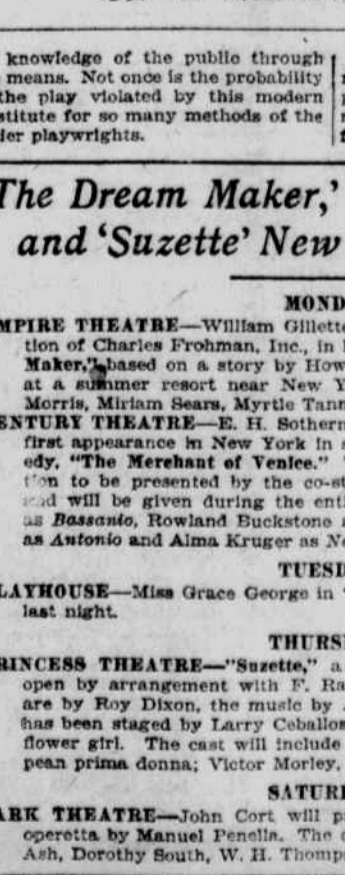 knowledge of the public through
means. Not once is the probability
the play violated by this modern
stitute for so many methods of the
ier playwrights.
The Dream Maker,'
and 'Suzette' New
MOND
MPIRE THEATRE—William Gillette
tion of Charles Frohman, Inc., in
Maker," based on a story by How
at a summer resort near New Y
Morris, Miriam Sears, Myrtle Tann
ENTURY THEATRE—E. H. Sothern
first appearance in New York in
edy, "The Merchant of Venice."
tion to be presented by the co-st
and will be given during the enti
as Bassanio, Rowland Buckstone
as Antonio and Alma Kruger as Ne
TUESD
LAYHOUSE—Miss Grace George in
last night.
THURS
RINCESS THEATRE—"Suzette," a
open by arrangement with F. Ra
are by Roy Dixon, the music by
has been staged by Larry Ceballos
flower girl. The cast will include
pean prima donna; Victor Morley,
SATUR
ARK THEATRE—John Cort will p
operetta by Manuel Penella. The
Ash, Dorothy South, W. H. Thomp